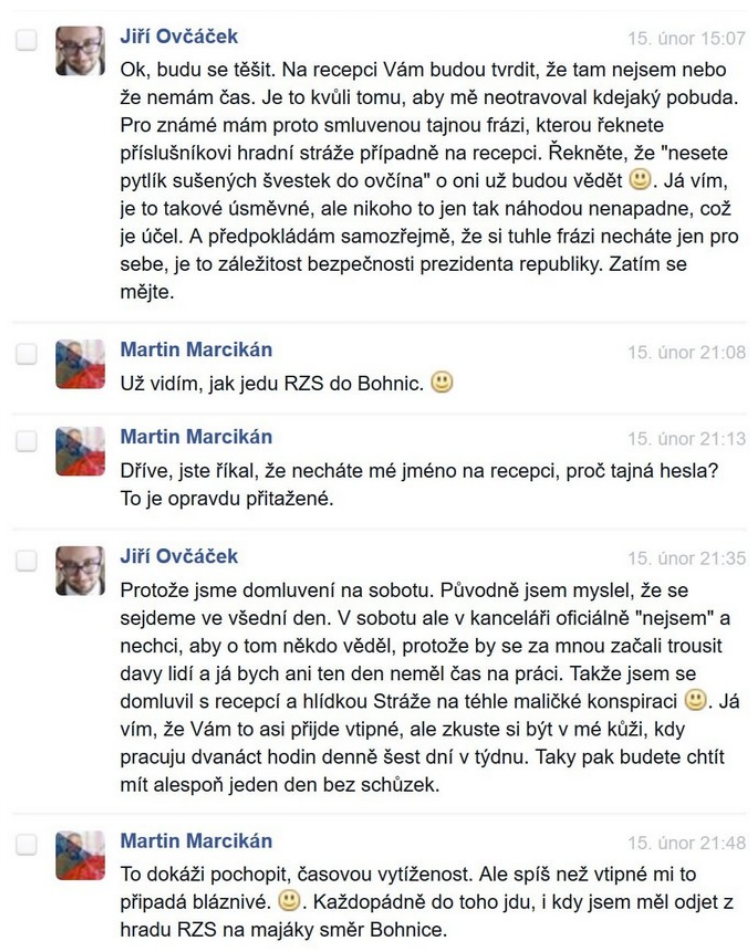 Jiří Ovčáček 15. únor 15:07
Ok, budu se těšit. Na recepci Vám budou tvrdit, že tam nejsem nebo
že nemám čas. Je to kvůli tomu, aby mě neotravoval kdejaký pobuda.
Pro známé mám proto smluvenou tajnou frázi, kterou řeknete
příslušníkovi hradní stráže případně na recepci. Řekněte, že "nesete
pytlík sušených švestek do ovčína" o oni už budou vědět 🙂. Já vím,
je to takové úsměvné, ale nikoho to jen tak náhodou nenapadne, což
je účel. A předpokládám samozřejmě, že si tuhle frázi necháte jen pro
sebe, je to záležitost bezpečnosti prezidenta republiky. Zatím se
mějte.
Martin Marcikán 15. únor 21:08
Už vidím, jak jedu RZS do Bohnic. 🙂
Martin Marcikán 15. únor 21:13
Dříve, jste říkal, že necháte mé jméno na recepci, proč tajná hesla?
To je opravdu přitažené.
Jiří Ovčáček 15. únor 21:35
Protože jsme domluvení na sobotu. Původně jsem myslel, že se
sejdeme ve všední den. V sobotu ale v kanceláři oficiálně "nejsem" a
nechci, aby o tom někdo věděl, protože by se za mnou začali trousit
davy lidí a já bych ani ten den neměl čas na práci. Takže jsem se
domluvil s recepcí a hlídkou Stráže na téhle maličké konspiraci 🙂. Já
vím, že Vám to asi přijde vtipné, ale zkuste si být v mé kůži, kdy
pracuju dvanáct hodin denně šest dní v týdnu. Taky pak budete chtít
mít alespoň jeden den bez schůzek.
Martin Marcikán 15. únor 21:48
To dokáži pochopit, časovou vytíženost. Ale spíš než vtipné mi to
připadá bláznivé. 🙂. Každopádně do toho jdu, i kdy jsem měl odjet z
hradu RZS na majáky směr Bohnice.